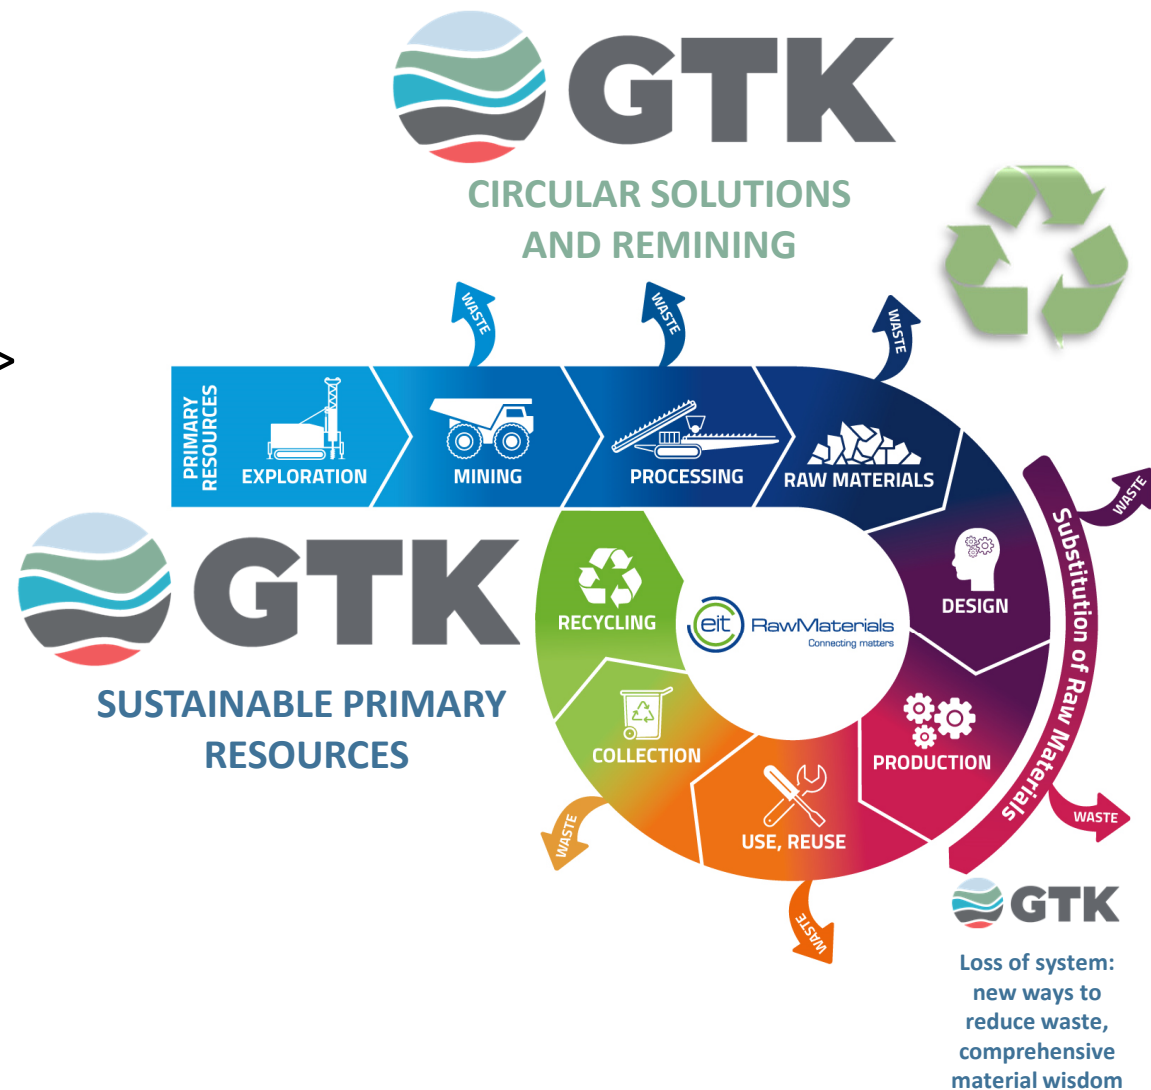 GTK
CIRCULAR SOLUTIONS
AND REMINING
>
WASTE
WASTE
WASTE
PRIMARY
RESOURCES
EXPLORATION
MINING
PROCESSING
RAW MATERIALS
WASTE
Substitution of Raw Materials
GTK
SUSTAINABLE PRIMARY
RESOURCES
RECYCLING
eit RawMaterials
Connecting matters
DESIGN
COLLECTION
PRODUCTION
USE, REUSE
WASTE
WASTE
WASTE
GTK
Loss of system:
new ways to
reduce waste,
comprehensive
material wisdom